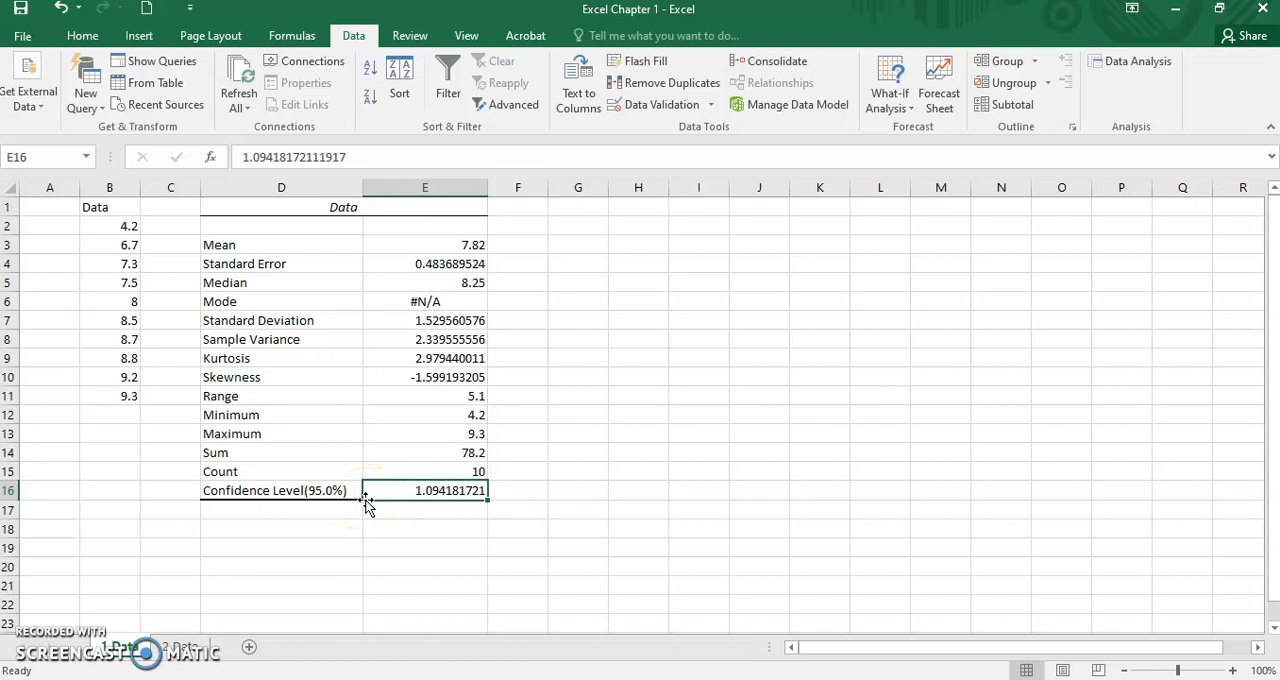 Excel Chapter 1 - Excel
File Home Insert Page Layout Formulas Data Review View Acrobat Tell me what you want to do... Share
Get External Data
New Query
Show Queries
From Table
Recent Sources
Get & Transform
Refresh All
Connections
Properties
Edit Links
Connections
Sort
Filter
Clear
Reapply
Advanced
Sort & Filter
Text to Columns
Flash Fill
Remove Duplicates
Data Validation
Consolidate
Relationships
Manage Data Model
Data Tools
What-If Analysis
Forecast Sheet
Forecast
Group
Ungroup
Subtotal
Outline
Data Analysis
Analysis
E16 fx 1.09418172111917
A B C D E F G H I J K L M N O P Q R
1 Data Data
2 4.2
3 6.7 Mean 7.82
4 7.3 Standard Error 0.483689524
5 7.5 Median 8.25
6 8 Mode #N/A
7 8.5 Standard Deviation 1.529560576
8 8.7 Sample Variance 2.339555556
9 8.8 Kurtosis 2.979440011
10 9.2 Skewness -1.599193205
11 9.3 Range 5.1
12 Minimum 4.2
13 Maximum 9.3
14 Sum 78.2
15 Count 10
16 Confidence Level(95.0%) 1.094181721
17
18
19
20
21
22
23
RECORDED WITH
SCREENCAST MATIC
1 Data 2 Data
Ready 100%